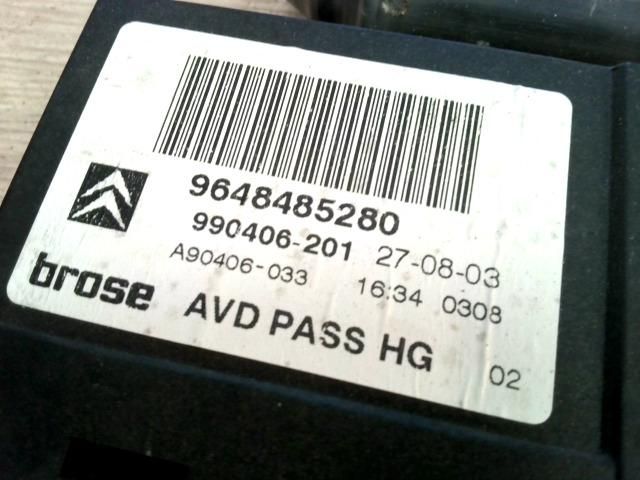 9648485280
990406-201 27-08-03
A90406-033 16:34 0308
brose AVD PASS HG 02